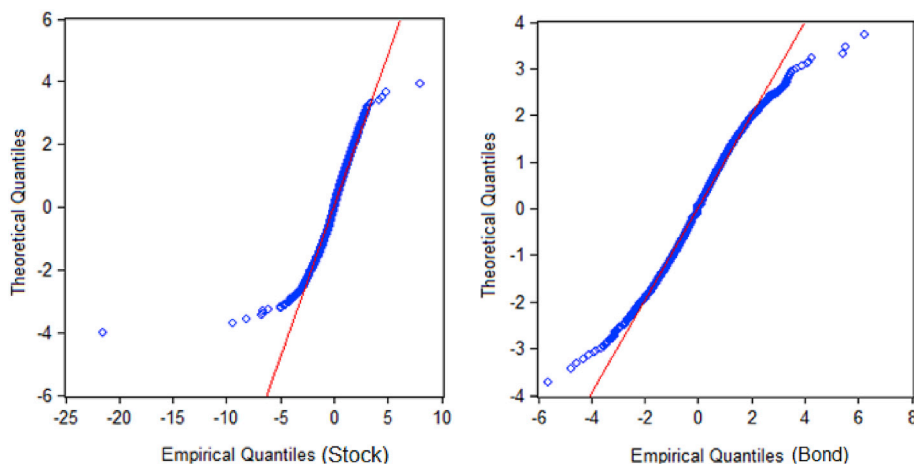 6
4
2
0
-2
-4
-6
Theoretical Quantiles
-25 -20 -15 -10 -5 0 5 10
Empirical Quantiles (Stock)
4
3
2
1
0
-1
-2
-3
-4
Theoretical Quantiles
-6 -4 -2 0 2 4 6 8
Empirical Quantiles (Bond)